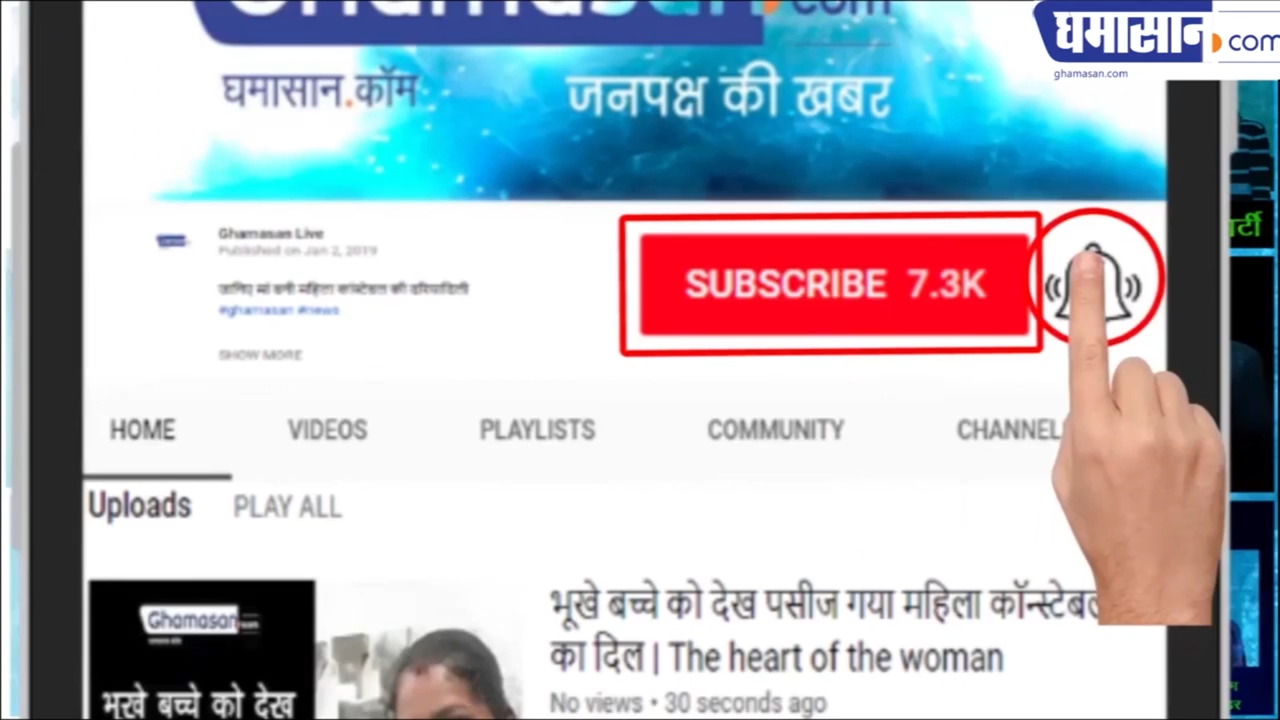 घमासान.com
ghamasan.com
घमासान.कॉम
जनपक्ष की खबर
Ghamasan Live
Published on Jan 2, 2019
#ghamasan #news
SHOW MORE
SUBSCRIBE 7.3K
HOME VIDEOS PLAYLISTS COMMUNITY CHANNEL
Uploads PLAY ALL
Ghamasan
भूखे बच्चे को देख
भूखे बच्चे को देख पसीज गया महिला कॉन्स्टेबल
का दिल | The heart of the woman
No views • 30 seconds ago